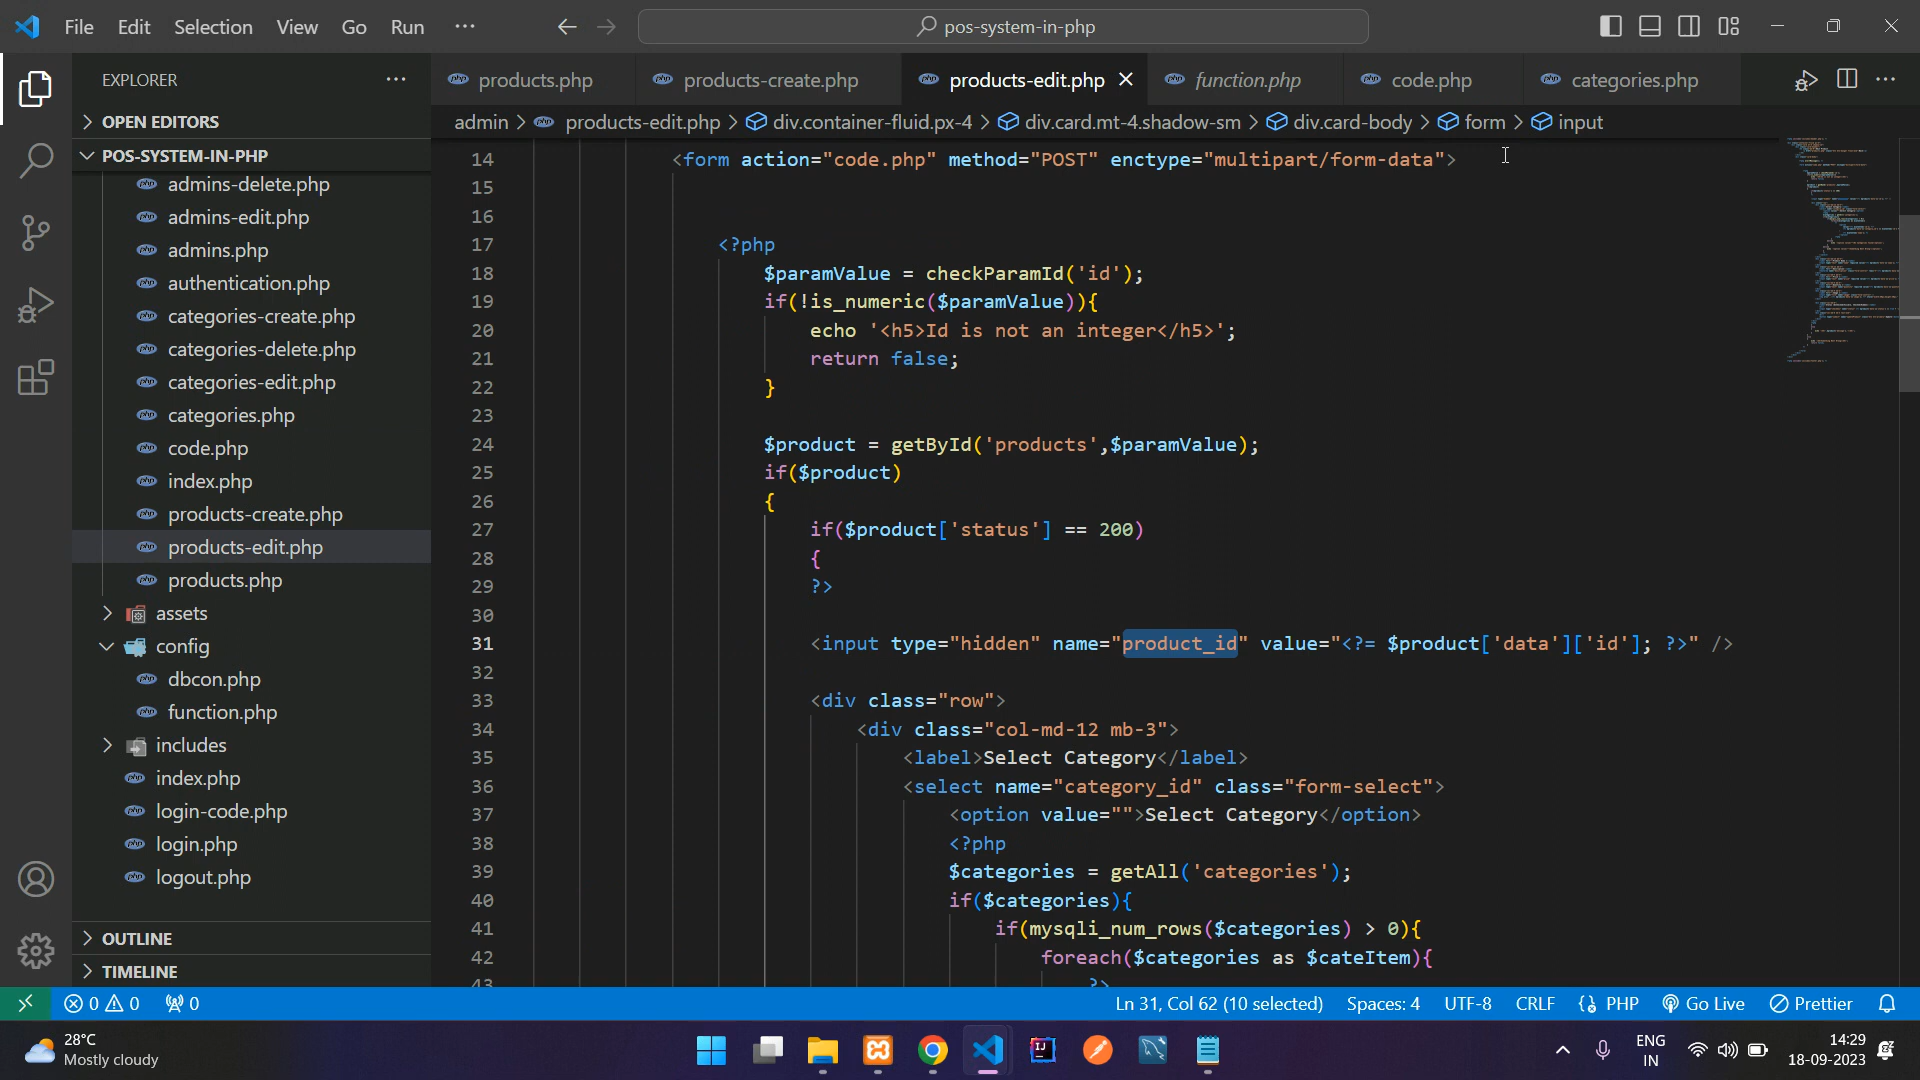 File Edit Selection View Go Run ··· pos-system-in-php
EXPLORER ···
products.php products-create.php products-edit.php function.php code.php categories.php
OPEN EDITORS
admin > products-edit.php > div.container-fluid.px-4 > div.card.mt-4.shadow-sm > div.card-body > form > input
POS-SYSTEM-IN-PHP
admins-delete.php
admins-edit.php
admins.php
authentication.php
categories-create.php
categories-delete.php
categories-edit.php
categories.php
code.php
index.php
products-create.php
products-edit.php
products.php
assets
config
dbcon.php
function.php
includes
index.php
login-code.php
login.php
logout.php
OUTLINE
TIMELINE
14 <form action="code.php" method="POST" enctype="multipart/form-data">
15
16
17 <?php
18 $paramValue = checkParamId('id');
19 if(!is_numeric($paramValue)){
20 echo '<h5>Id is not an integer</h5>';
21 return false;
22 }
23
24 $product = getById('products',$paramValue);
25 if($product)
26 {
27 if($product['status'] == 200)
28 {
29 ?>
30
31 <input type="hidden" name="product_id" value="<?= $product['data']['id']; ?>" />
32
33 <div class="row">
34 <div class="col-md-12 mb-3">
35 <label>Select Category</label>
36 <select name="category_id" class="form-select">
37 <option value="">Select Category</option>
38 <?php
39 $categories = getAll('categories');
40 if($categories){
41 if(mysqli_num_rows($categories) > 0){
42 foreach($categories as $cateItem){
43 ?>
0 0 0 Ln 31, Col 62 (10 selected) Spaces: 4 UTF-8 CRLF PHP Go Live Prettier
28°C
Mostly cloudy
ENG
IN
14:29
18-09-2023